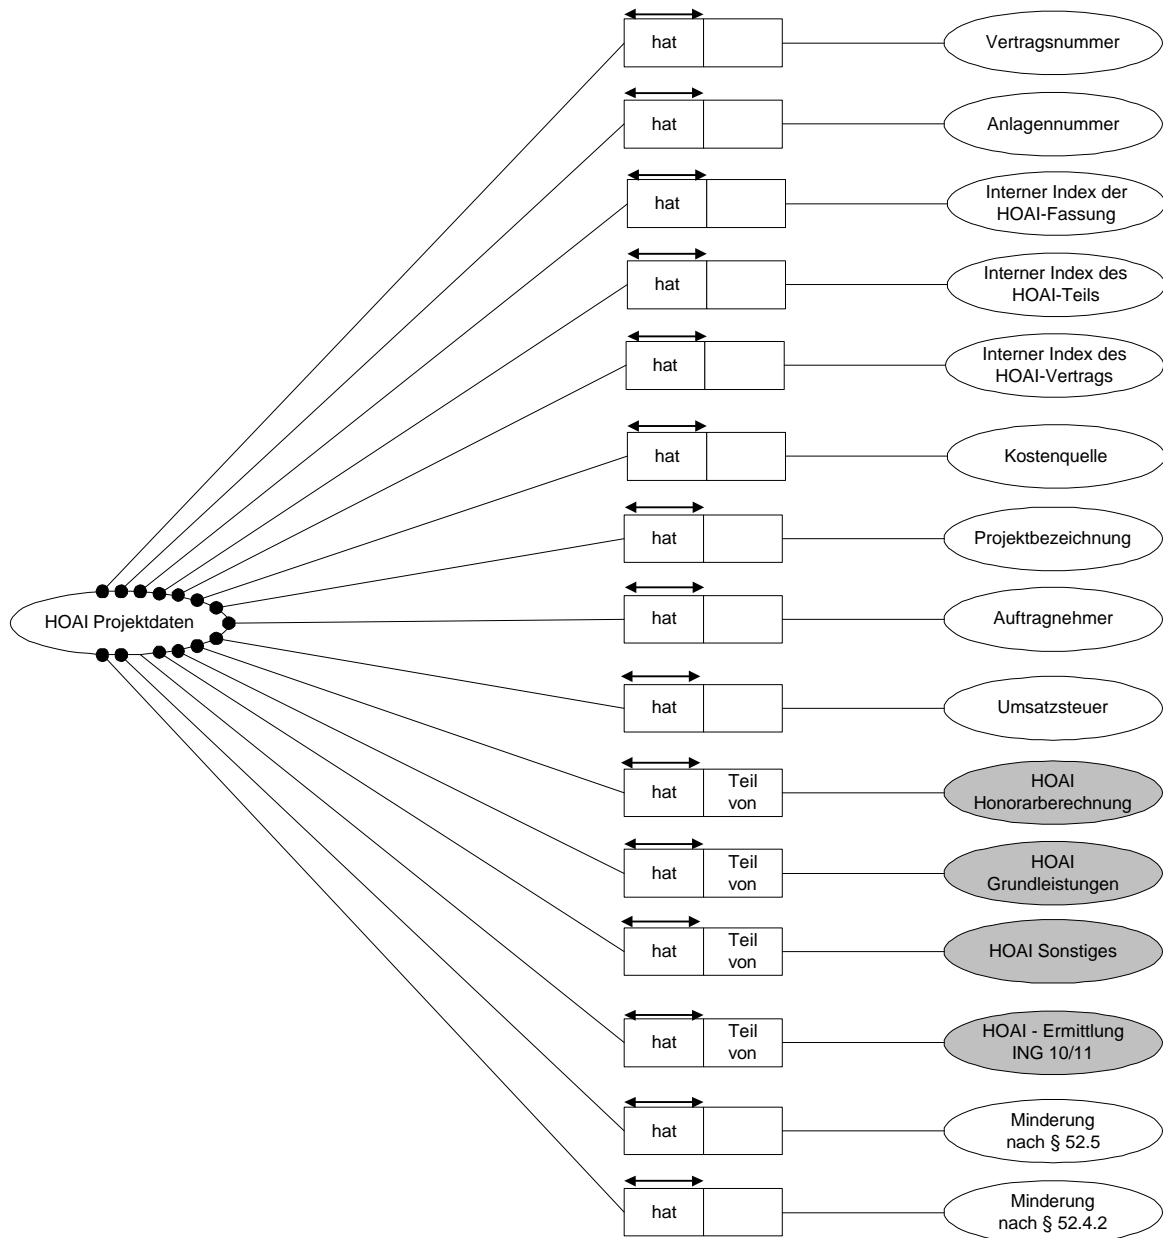 hat
Vertragsnummer
hat
Anlagennummer
hat
Interner Index der
HOAI-Fassung
hat
Interner Index des
HOAI-Teils
hat
Interner Index des
HOAI-Vertrags
hat
Kostenquelle
hat
Projektbezeichnung
HOAI Projektdaten
hat
Auftragnehmer
hat
Umsatzsteuer
hat
Teil
von
HOAI
Honorarberechnung
hat
Teil
von
HOAI
Grundleistungen
hat
Teil
von
HOAI Sonstiges
hat
Teil
von
HOAI - Ermittlung
ING 10/11
hat
Minderung
nach § 52.5
hat
Minderung
nach § 52.4.2